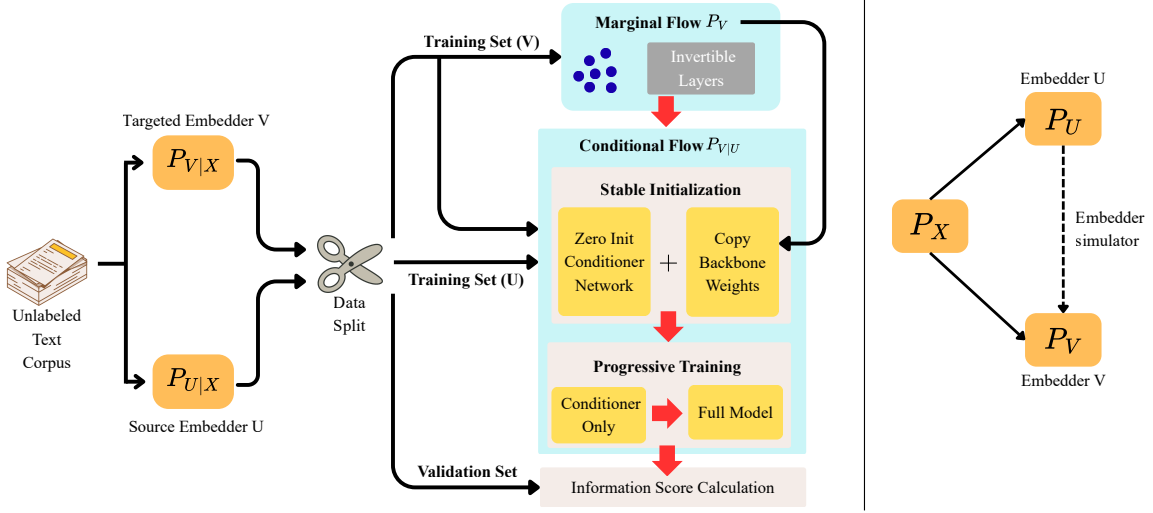 Unlabeled
Text
Corpus
Targeted Embedder V
P_{V|X}
P_{U|X}
Source Embedder U
Data
Split
Training Set (V)
Training Set (U)
Validation Set
Marginal Flow P_V
Invertible
Layers
Conditional Flow P_{V|U}
Stable Initialization
Zero Init
Conditioner
Network
+
Copy
Backbone
Weights
Progressive Training
Conditioner
Only
Full Model
Information Score Calculation
Embedder U
P_U
P_X
Embedder
simulator
P_V
Embedder V